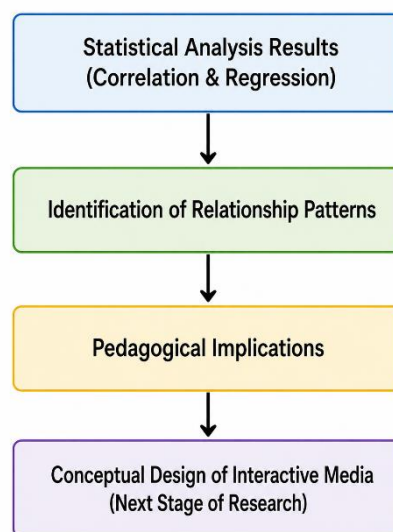 Statistical Analysis Results
(Correlation & Regression)
Identification of Relationship Patterns
Pedagogical Implications
Conceptual Design of Interactive Media
(Next Stage of Research)